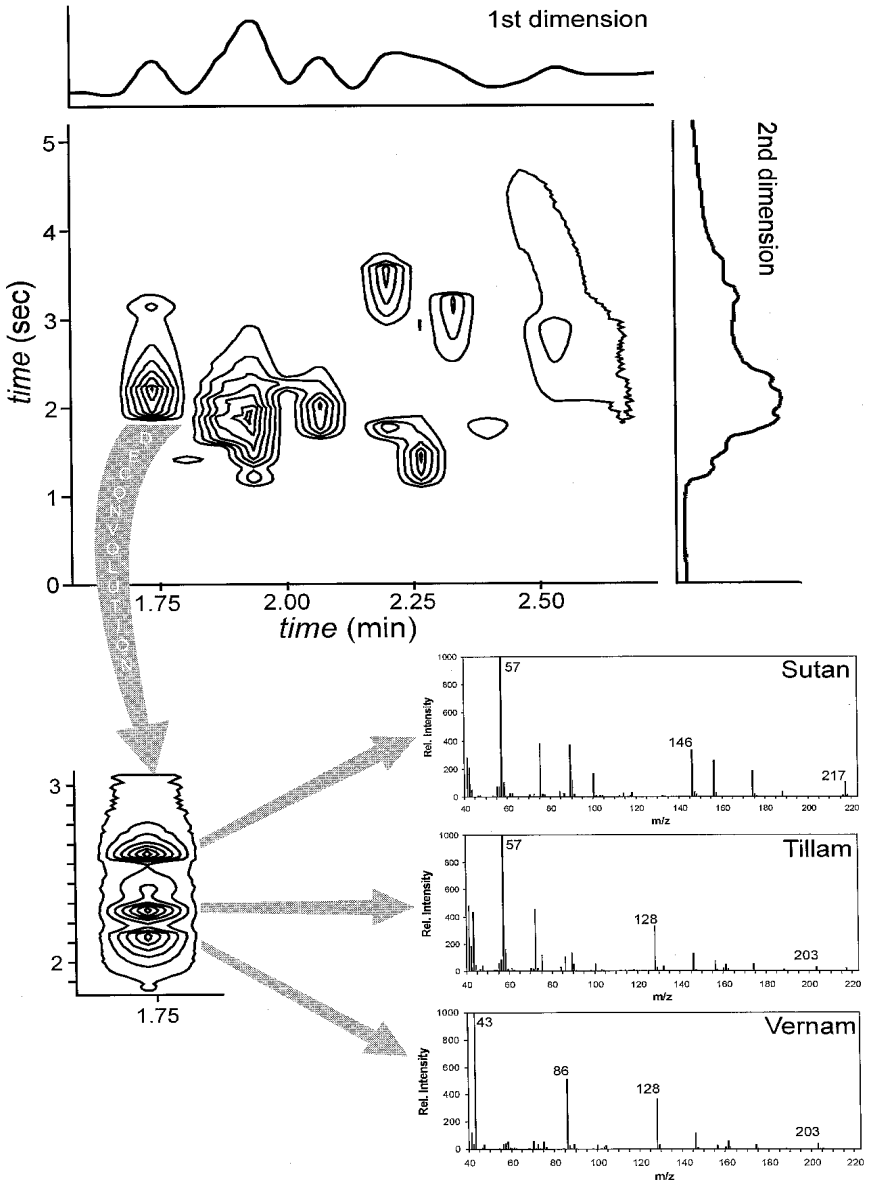 1st dimension
2nd dimension
5
4
3
2
1
0
time (sec)
1.75 2.00 2.25 2.50
time (min)
DECONVOLUTION
3
2
1.75
Sutan
Rel. Intensity
1000
800
600
400
200
0
57
146
217
40 60 80 100 120 140 160 180 200 220
m/z
Tillam
Rel. Intensity
1000
800
600
400
200
0
57
128
203
40 60 80 100 120 140 160 180 200 220
m/z
Vernam
Rel. Intensity
1000
800
600
400
200
0
43
86
128
203
40 60 80 100 120 140 160 180 200 220
m/z